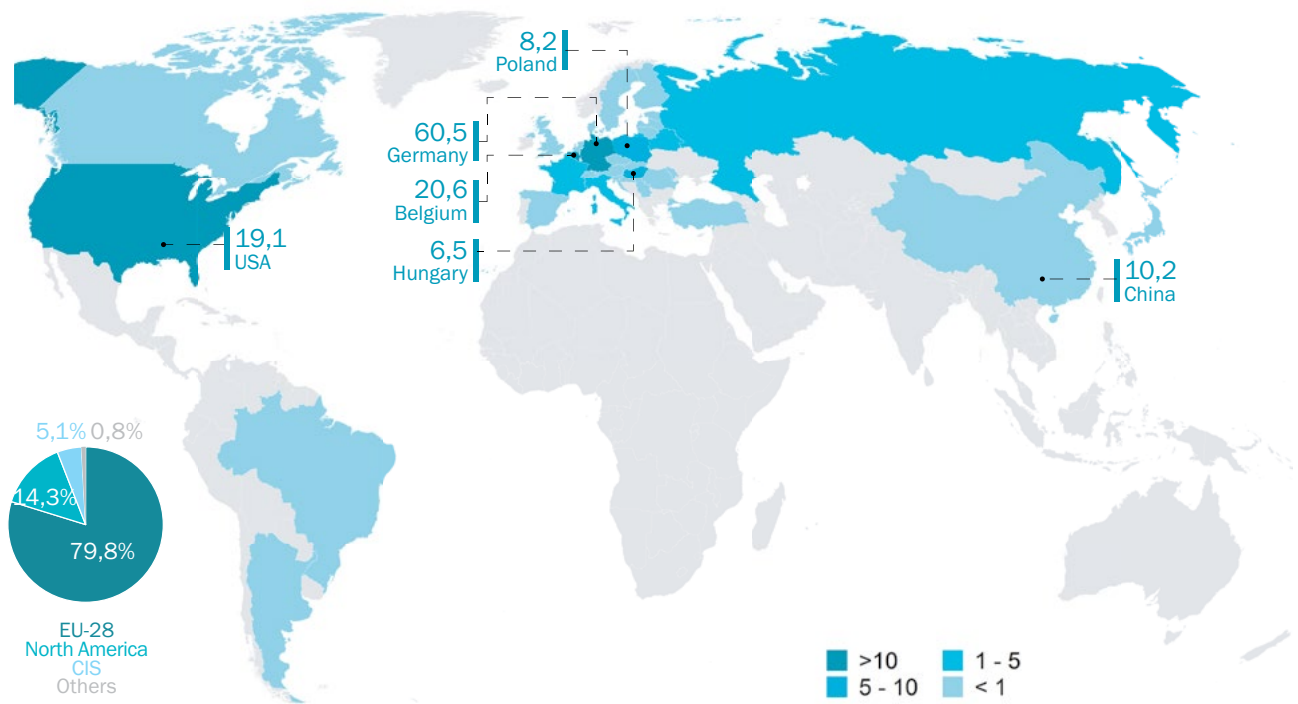 8,2
Poland
60,5
Germany
20,6
Belgium
6,5
Hungary
19,1
USA
10,2
China
5,1% 0,8%
14,3%
79,8%
EU-28
North America
CIS
Others
>10
1 - 5
5 - 10
< 1